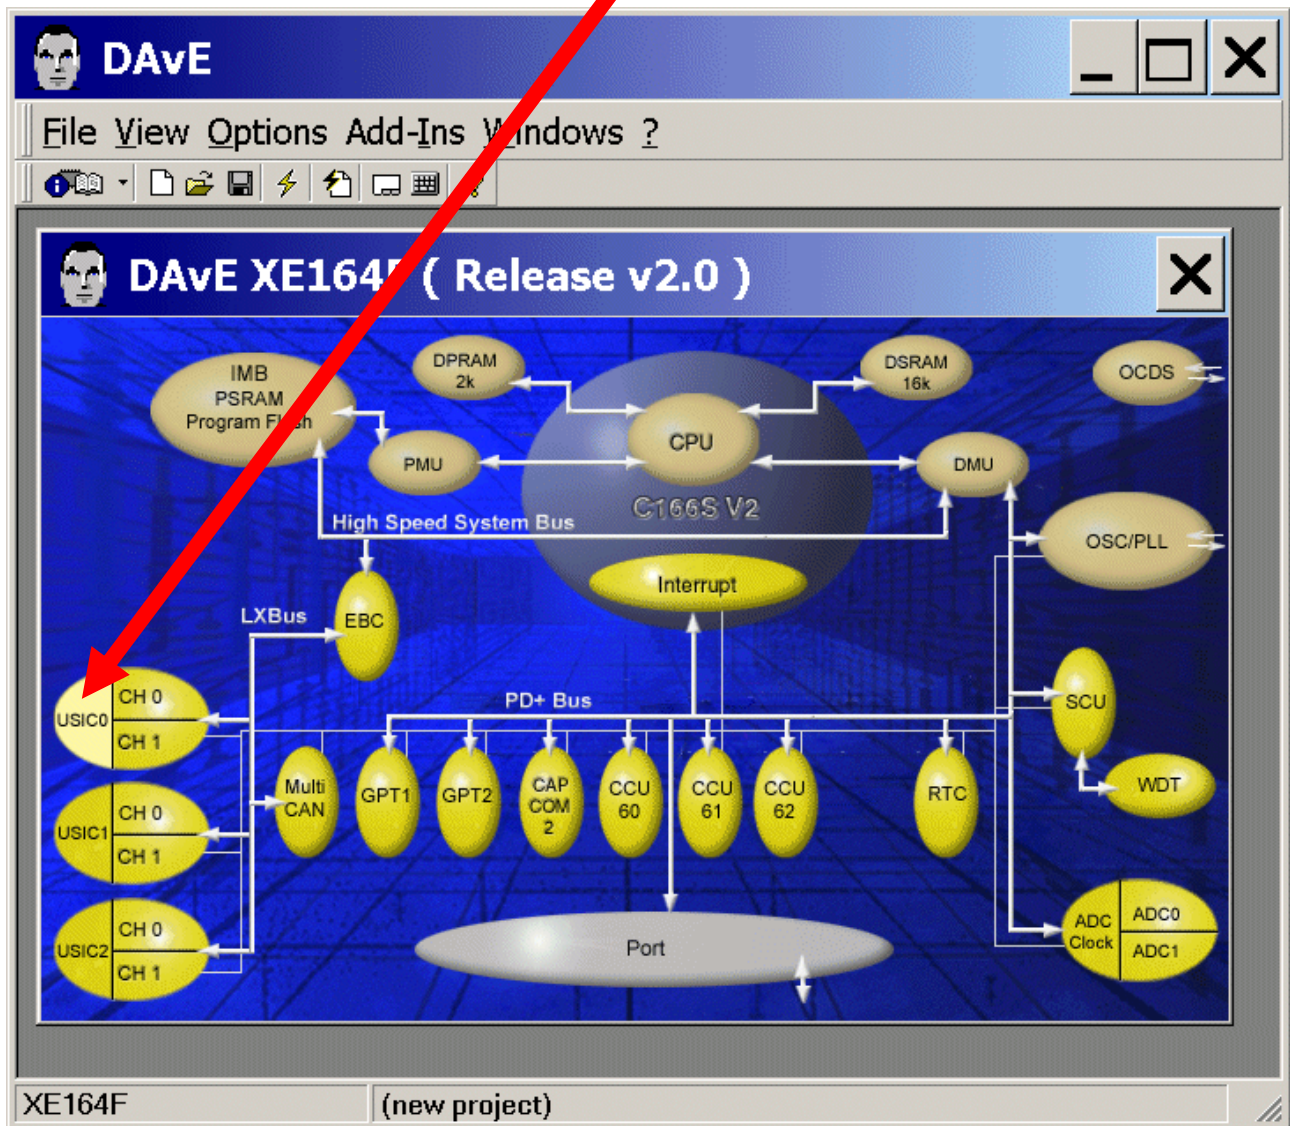 DAvE
File View Options Add-Ins Windows ?
DAvE XE164F ( Release v2.0 )
IMB
PSRAM
Program Flash
DPRAM
2k
DSRAM
16k
OCDS
CPU
PMU
DMU
C166S V2
High Speed System Bus
OSC/PLL
Interrupt
LXBus
EBC
USIC0
CH 0
CH 1
PD+ Bus
SCU
Multi
CAN
GPT1
GPT2
CAP
COM
2
CCU
60
CCU
61
CCU
62
RTC
WDT
USIC1
CH 0
CH 1
USIC2
CH 0
CH 1
Port
ADC
Clock
ADC0
ADC1
XE164F
(new project)